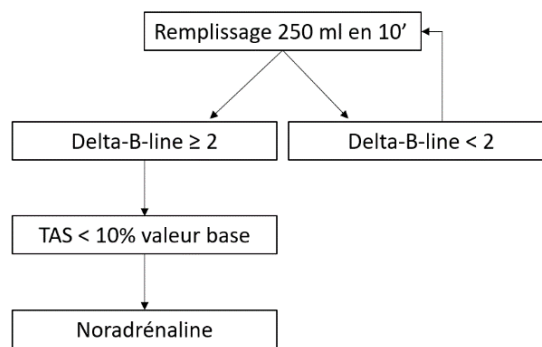 Remplissage 250 ml en 10’
Delta-B-line ≥ 2
Delta-B-line < 2
TAS < 10% valeur base
Noradrénaline